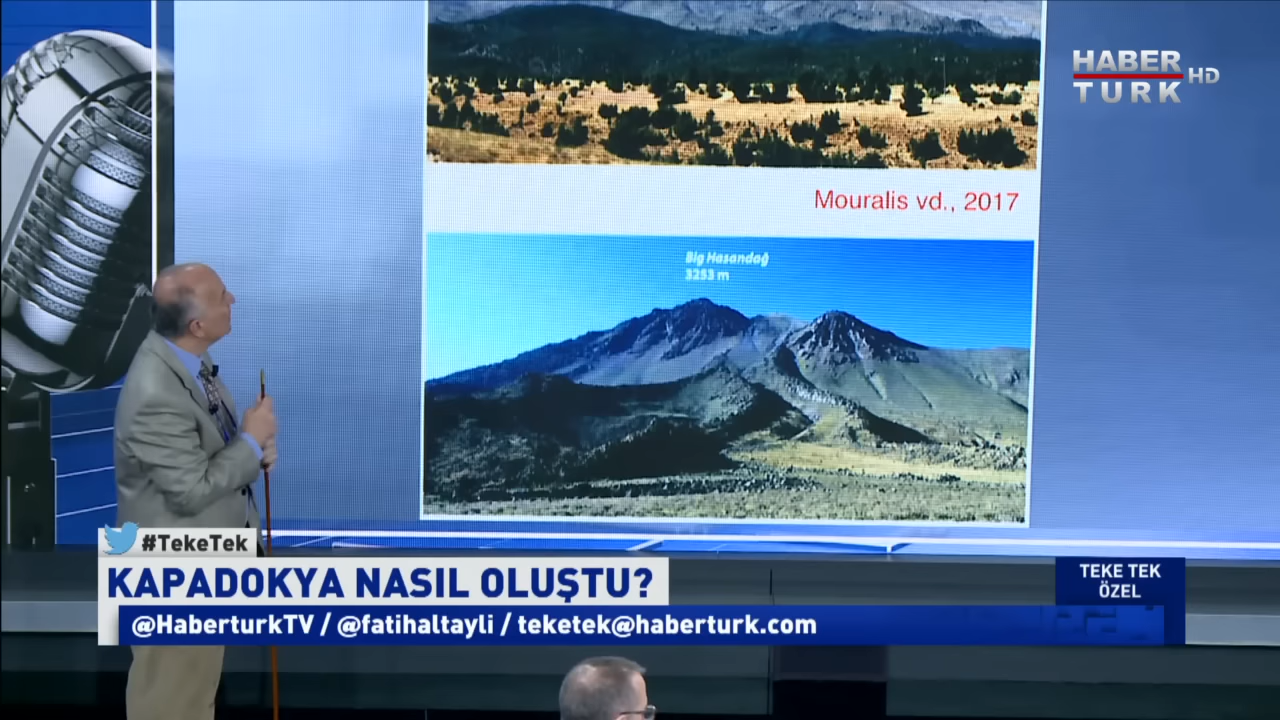 HABER
TURK HD
Mouralis vd., 2017
Big Hasandağ
3253 m
#TekeTek
KAPADOKYA NASIL OLUŞTU?
@HaberturkTV / @fatihaltayli / teketek@haberturk.com
TEKE TEK
ÖZEL